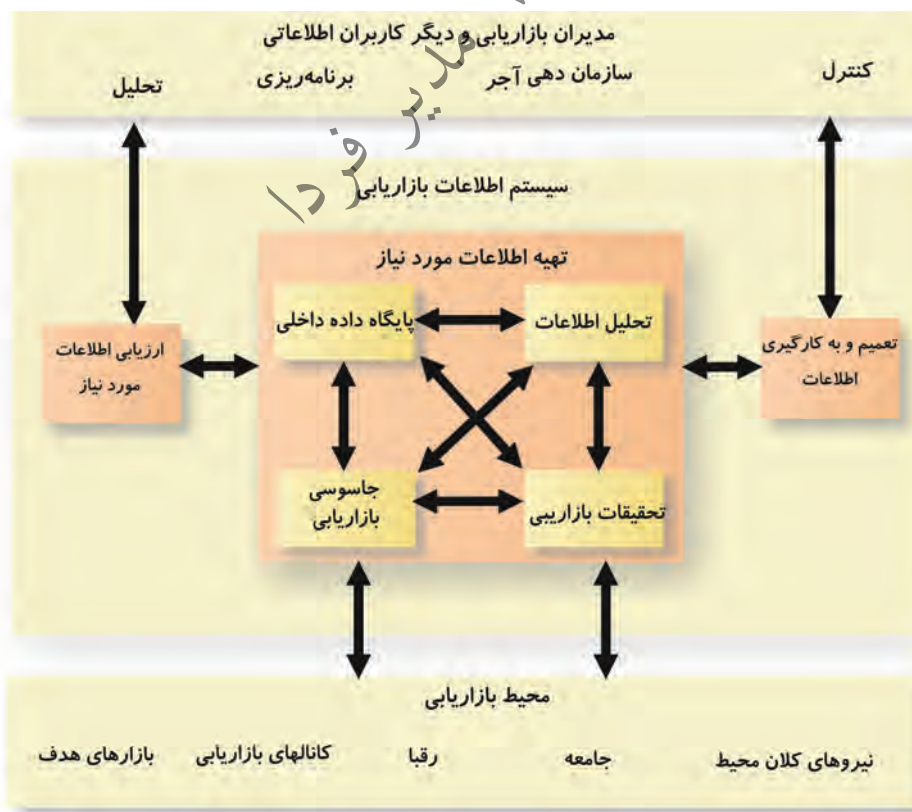 مدیران بازاریابی و دیگر کاربران اطلاعاتی
کنترل سازمان دهی آجر برنامه‌ریزی تحلیل
مدیر فردا
سیستم اطلاعات بازاریابی
تهیه اطلاعات مورد نیاز
تحلیل اطلاعات
پایگاه داده داخلی
تعمیم و به کارگیری
اطلاعات
ارزیابی اطلاعات
مورد نیاز
تحقیقات بازاریبی
جاسوسی
بازاریابی
محیط بازاریابی
نیروهای کلان محیط جامعه رقبا کانالهای بازاریابی بازارهای هدف